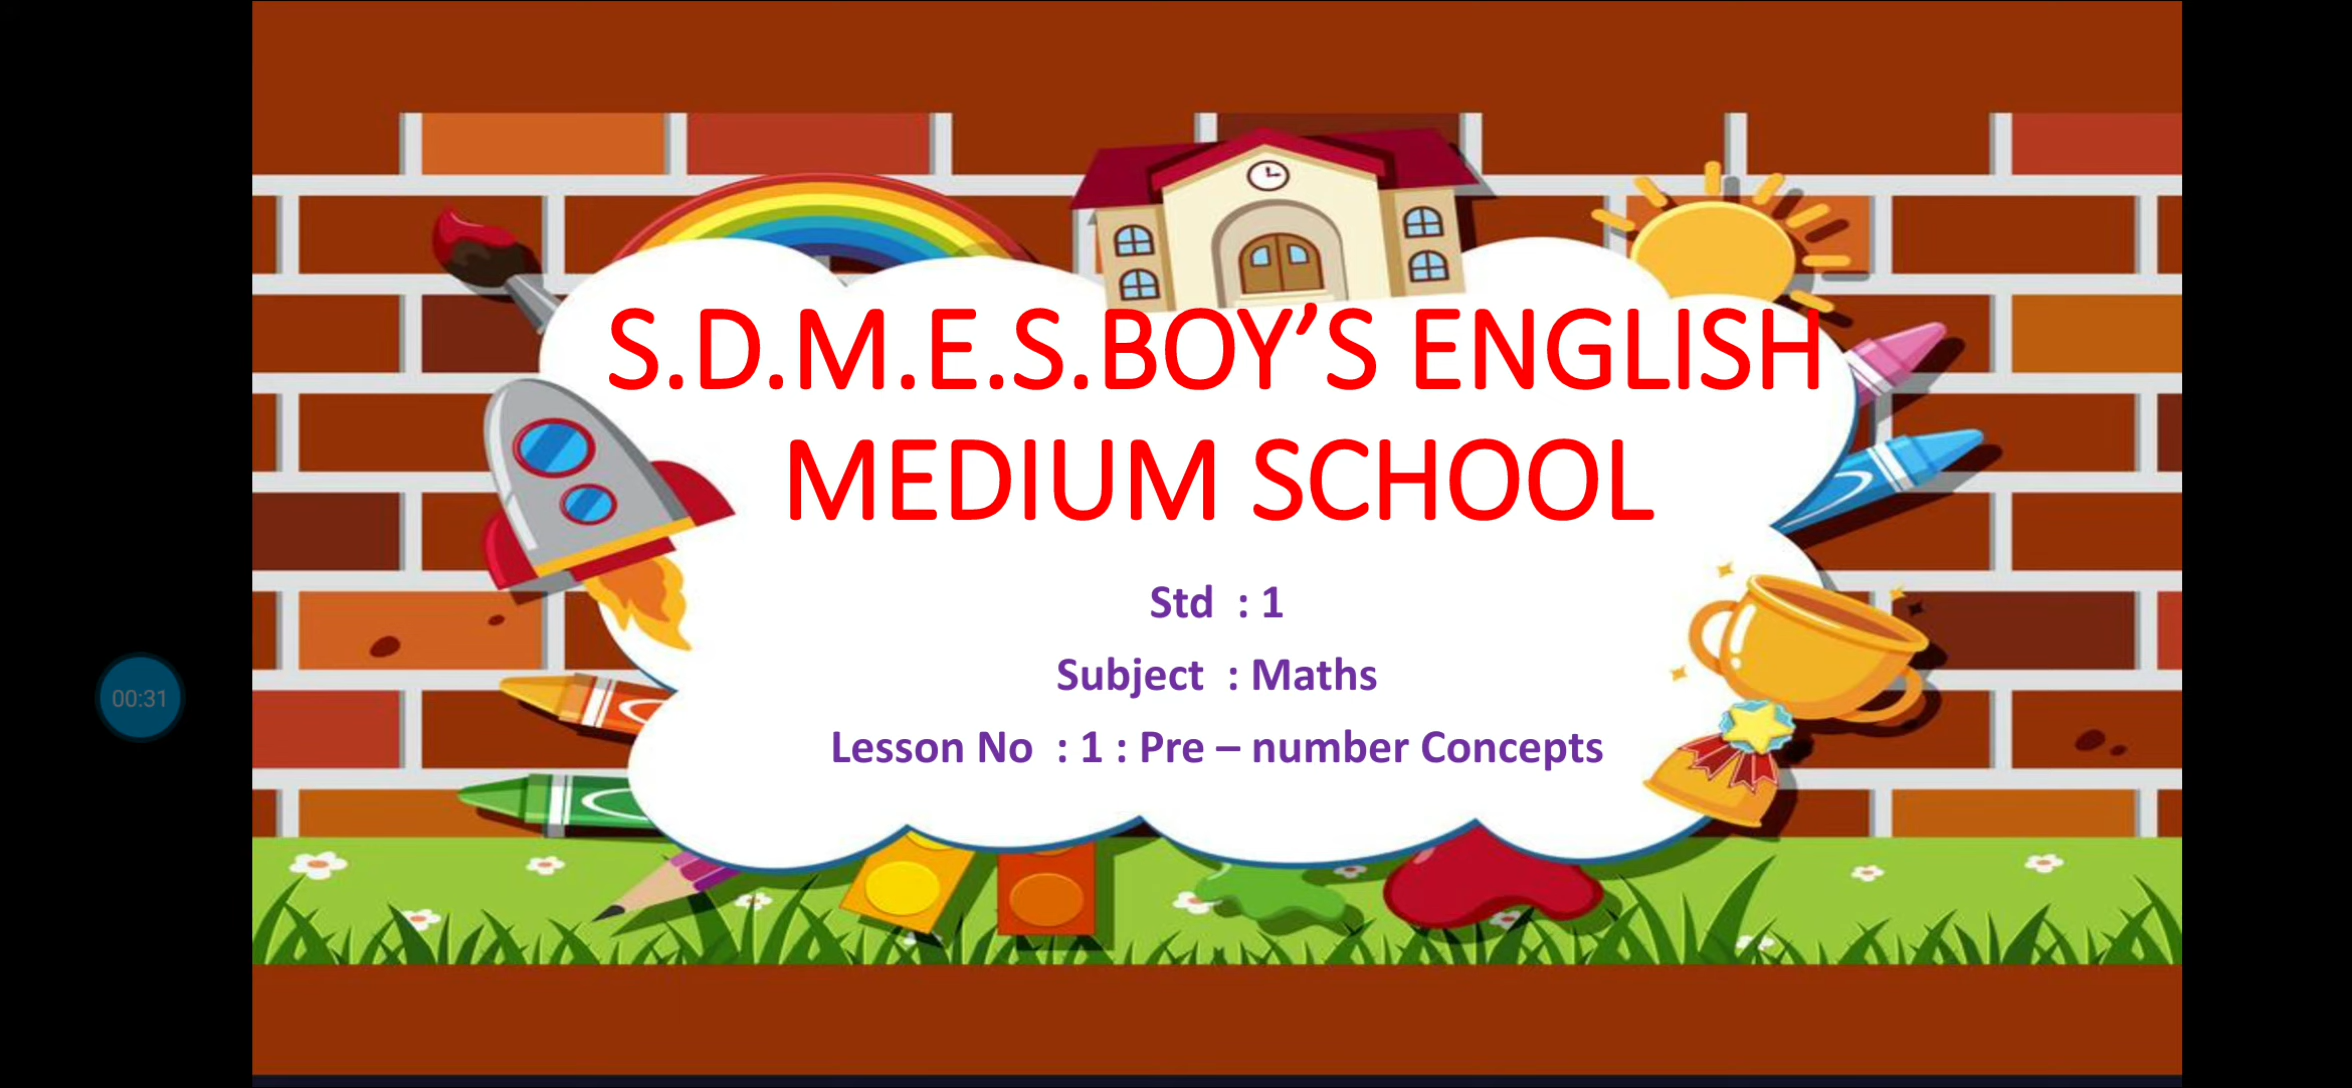 S.D.M.E.S.BOY’S ENGLISH
MEDIUM SCHOOL
Std : 1
Subject : Maths
Lesson No : 1 : Pre – number Concepts
00:31